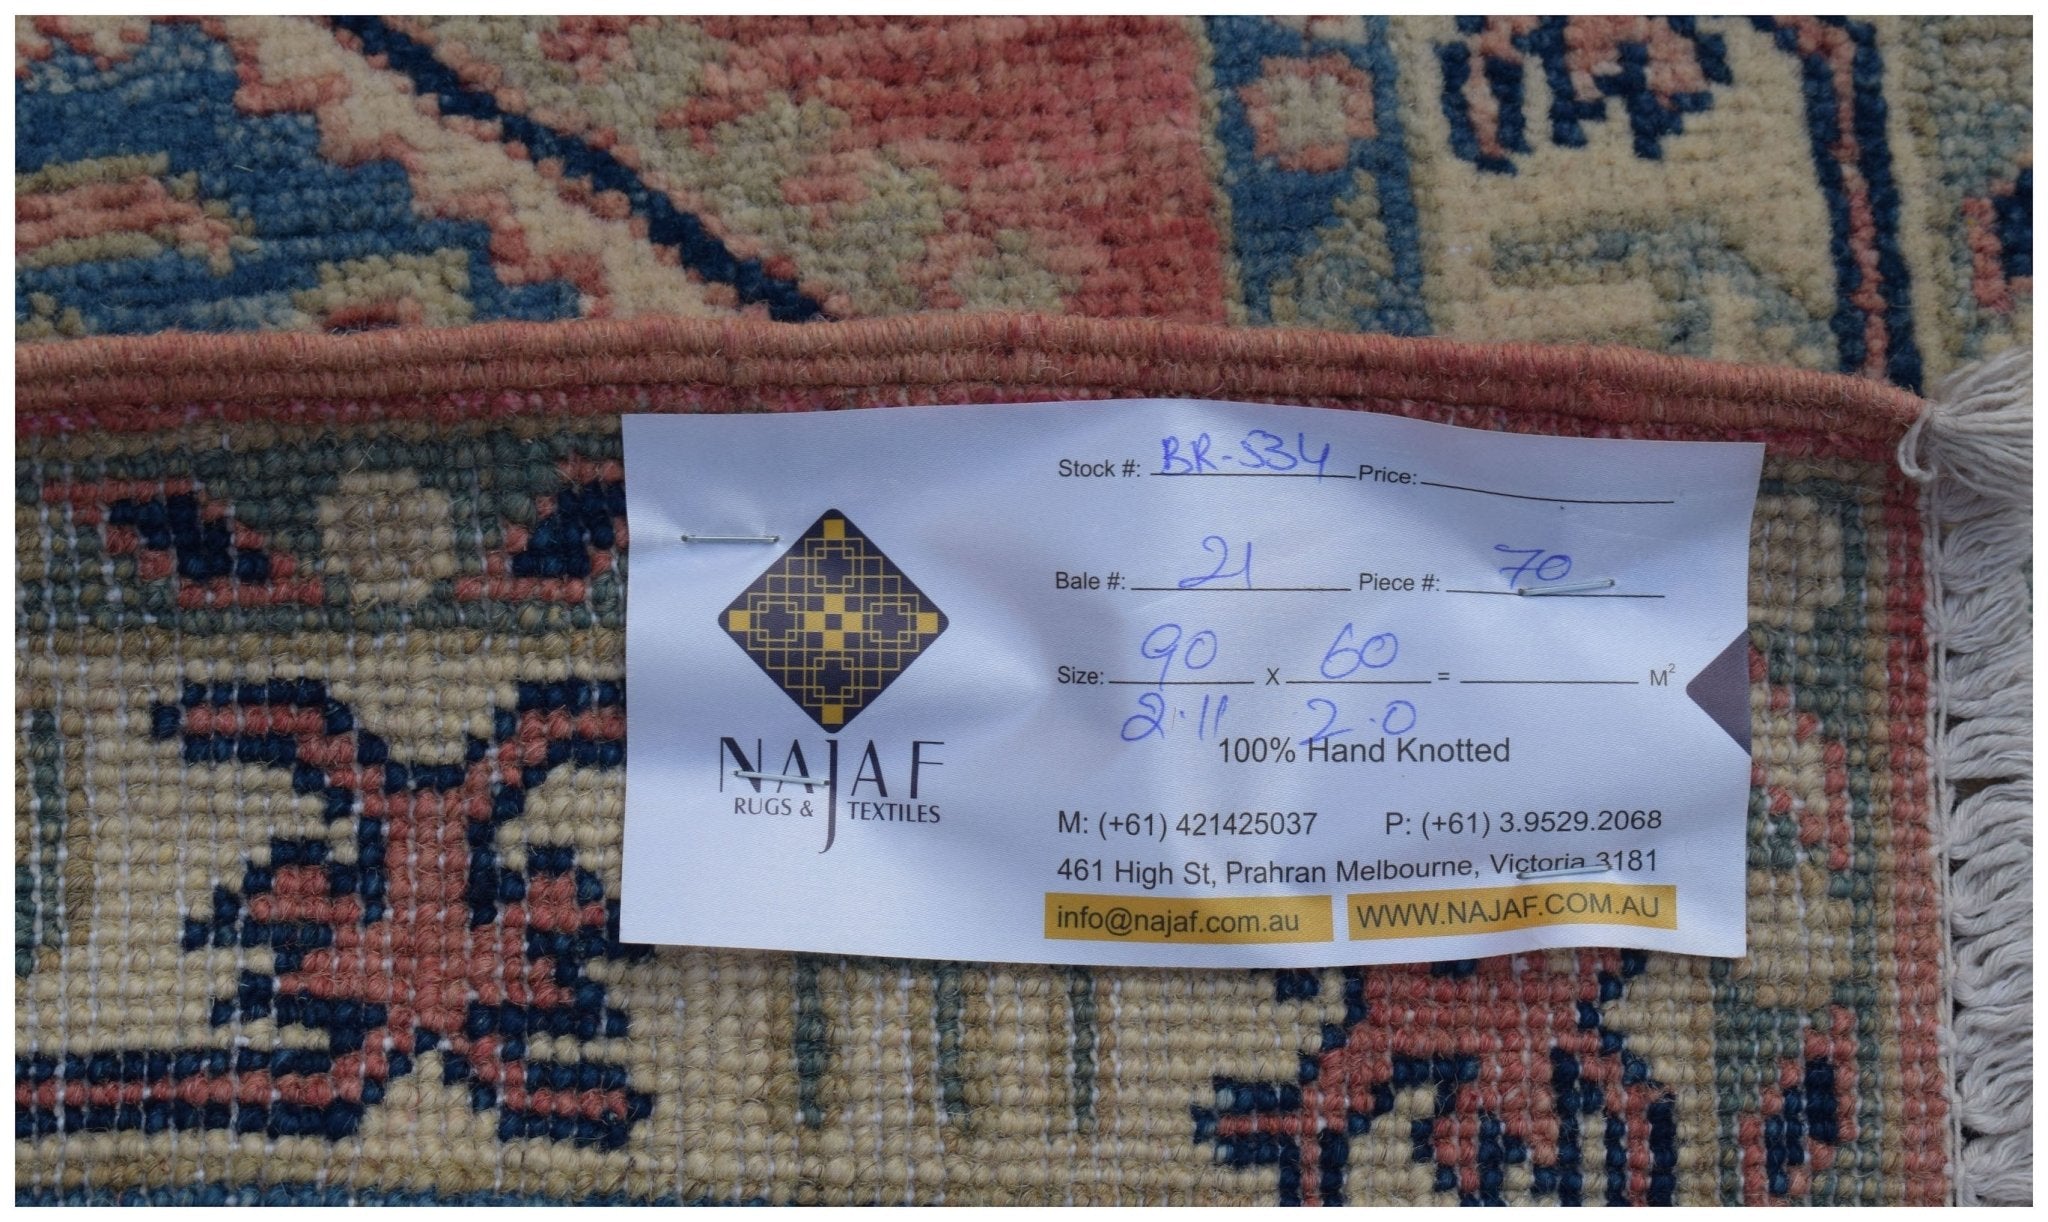 Stock #: BR-534 Price:
Bale #: 21 Piece #: 70
Size: 90 X 60 = M²
2.11 2.0
100% Hand Knotted
NAJAF
RUGS & TEXTILES
M: (+61) 421425037 P: (+61) 3.9529.2068
461 High St, Prahran Melbourne, Victoria 3181
info@najaf.com.au WWW.NAJAF.COM.AU